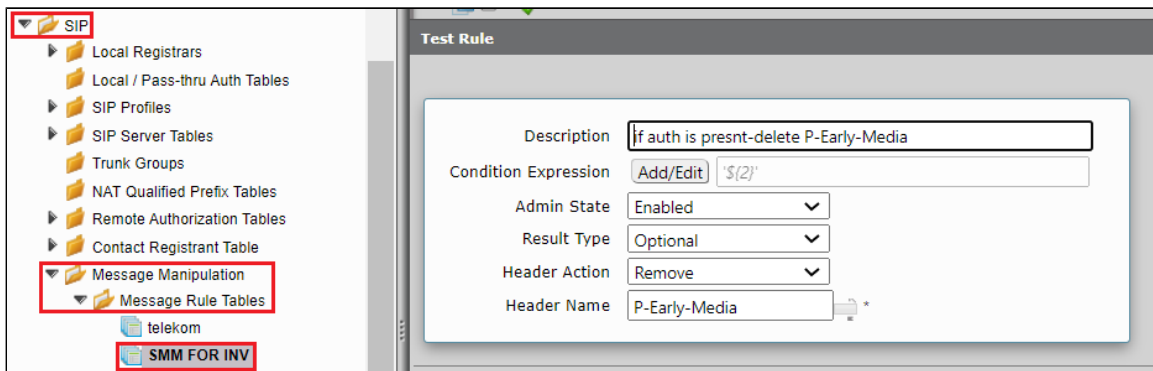 SIP
Local Registrars
Local / Pass-thru Auth Tables
SIP Profiles
SIP Server Tables
Trunk Groups
NAT Qualified Prefix Tables
Remote Authorization Tables
Contact Registrant Table
Message Manipulation
Message Rule Tables
telekom
SMM FOR INV
Test Rule
Description if auth is presnt-delete P-Early-Media
Condition Expression Add/Edit '${2}'
Admin State Enabled
Result Type Optional
Header Action Remove
Header Name P-Early-Media *